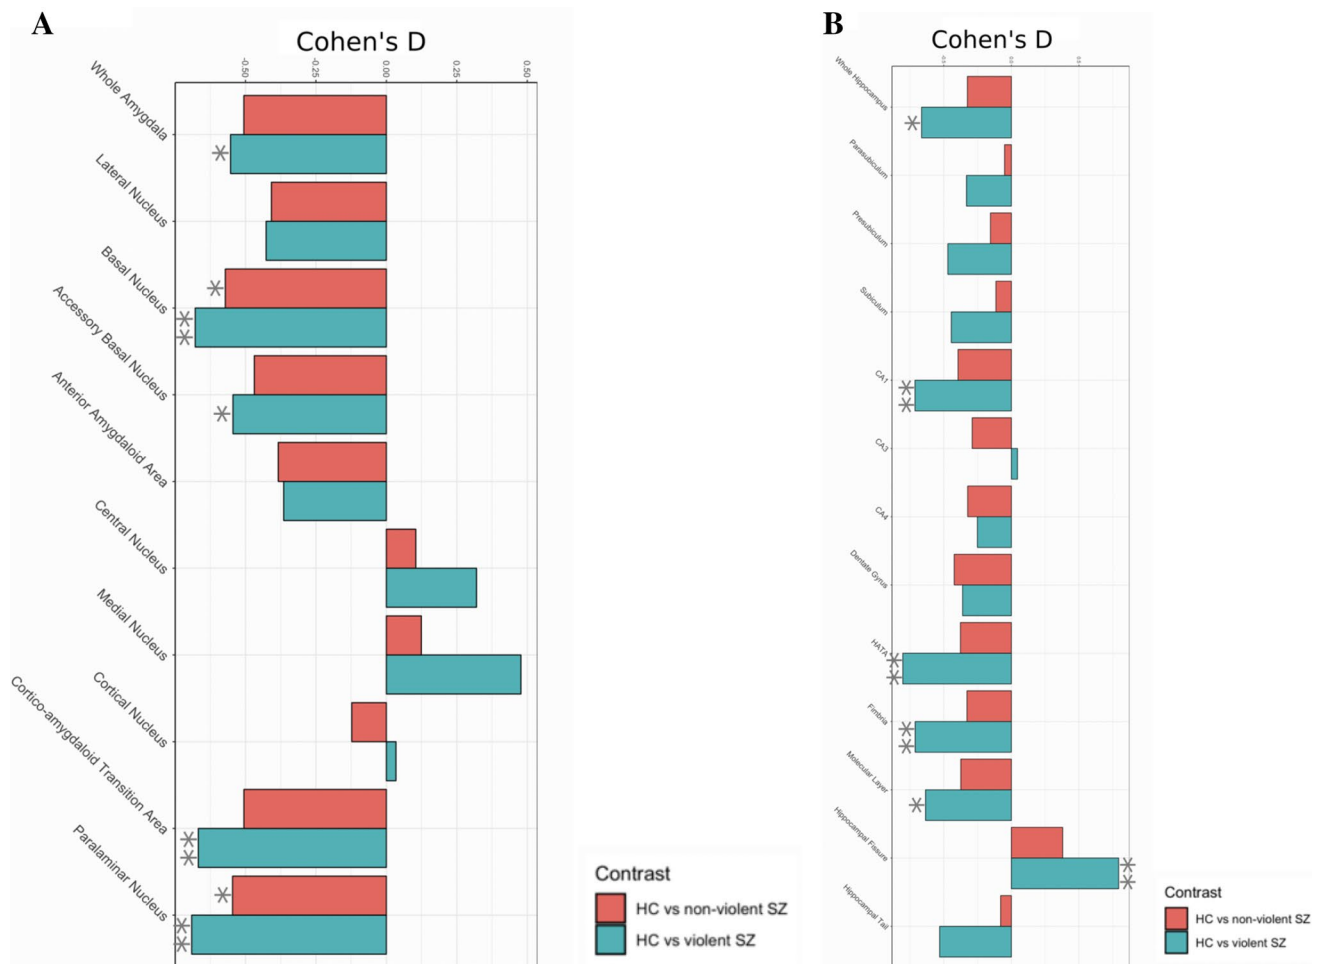 A
Cohen's D
-0.50
-0.25
0.00
0.25
0.50
Whole Amygdala
Lateral Nucleus
Basal Nucleus
Accessory Basal Nucleus
Anterior Amygdaloid Area
Central Nucleus
Medial Nucleus
Cortical Nucleus
Cortico-amygdaloid Transition Area
Paralaminar Nucleus
Contrast
HC vs non-violent SZ
HC vs violent SZ
B
Cohen's D
Whole Hippocampus
Parasubiculum
Presubiculum
Subiculum
CA1
CA3
CA4
Dentate Gyrus
HATA
Fimbria
Molecular Layer
Hippocampal Fissure
Hippocampal Tail
Contrast
HC vs non-violent SZ
HC vs violent SZ